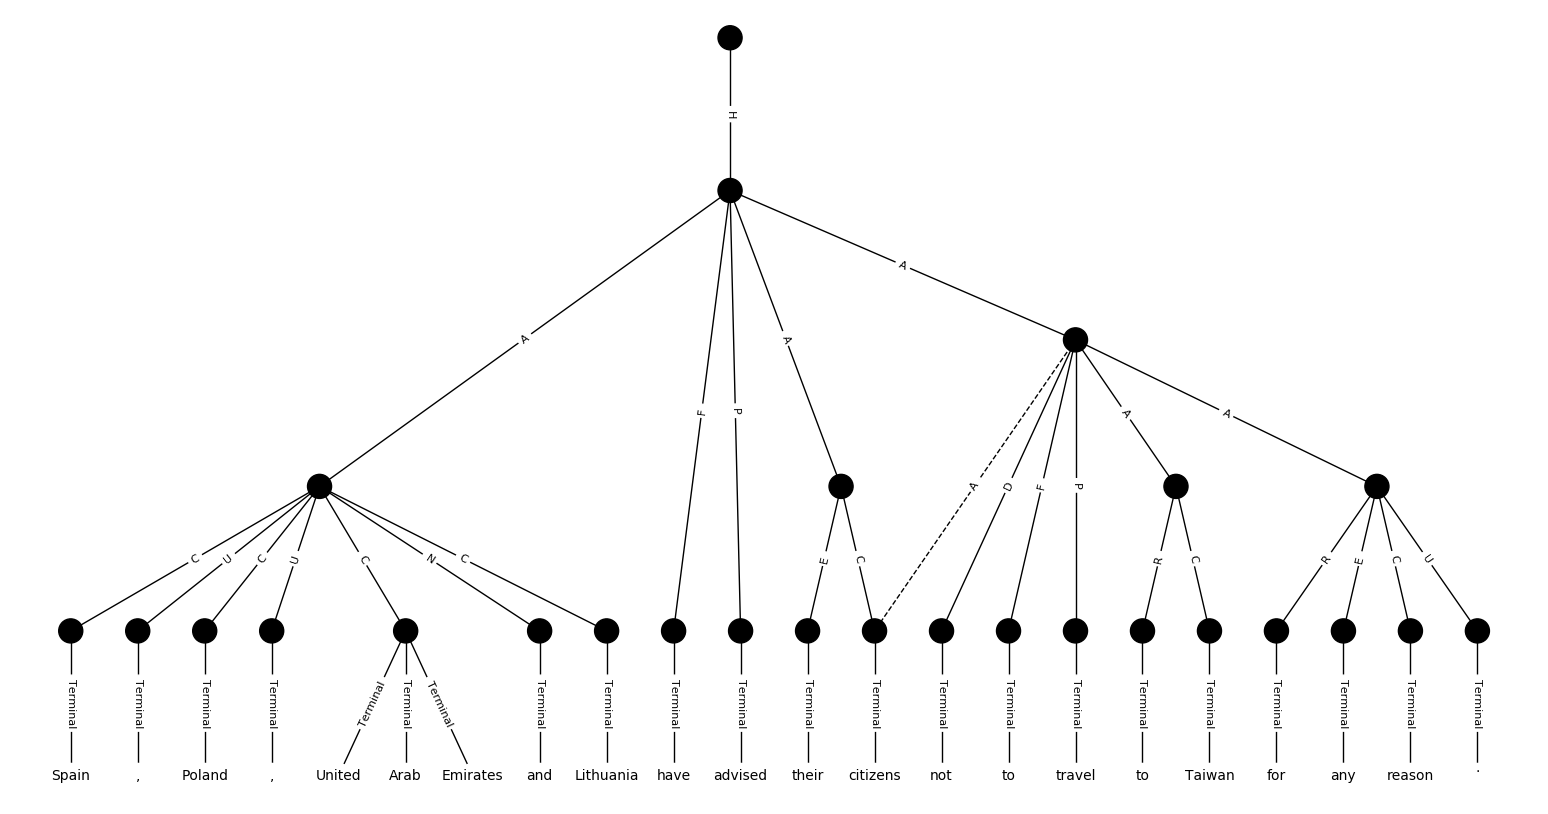 H
A
A
A
F
P
A
A
A
D
F
P
C
U
C
U
C
N
C
E
C
R
C
R
E
C
U
Terminal Terminal Terminal Terminal Terminal Terminal Terminal Terminal Terminal Terminal Terminal Terminal Terminal Terminal Terminal Terminal Terminal Terminal Terminal Terminal Terminal Terminal
Spain , Poland , United Arab Emirates and Lithuania have advised their citizens not to travel to Taiwan for any reason .